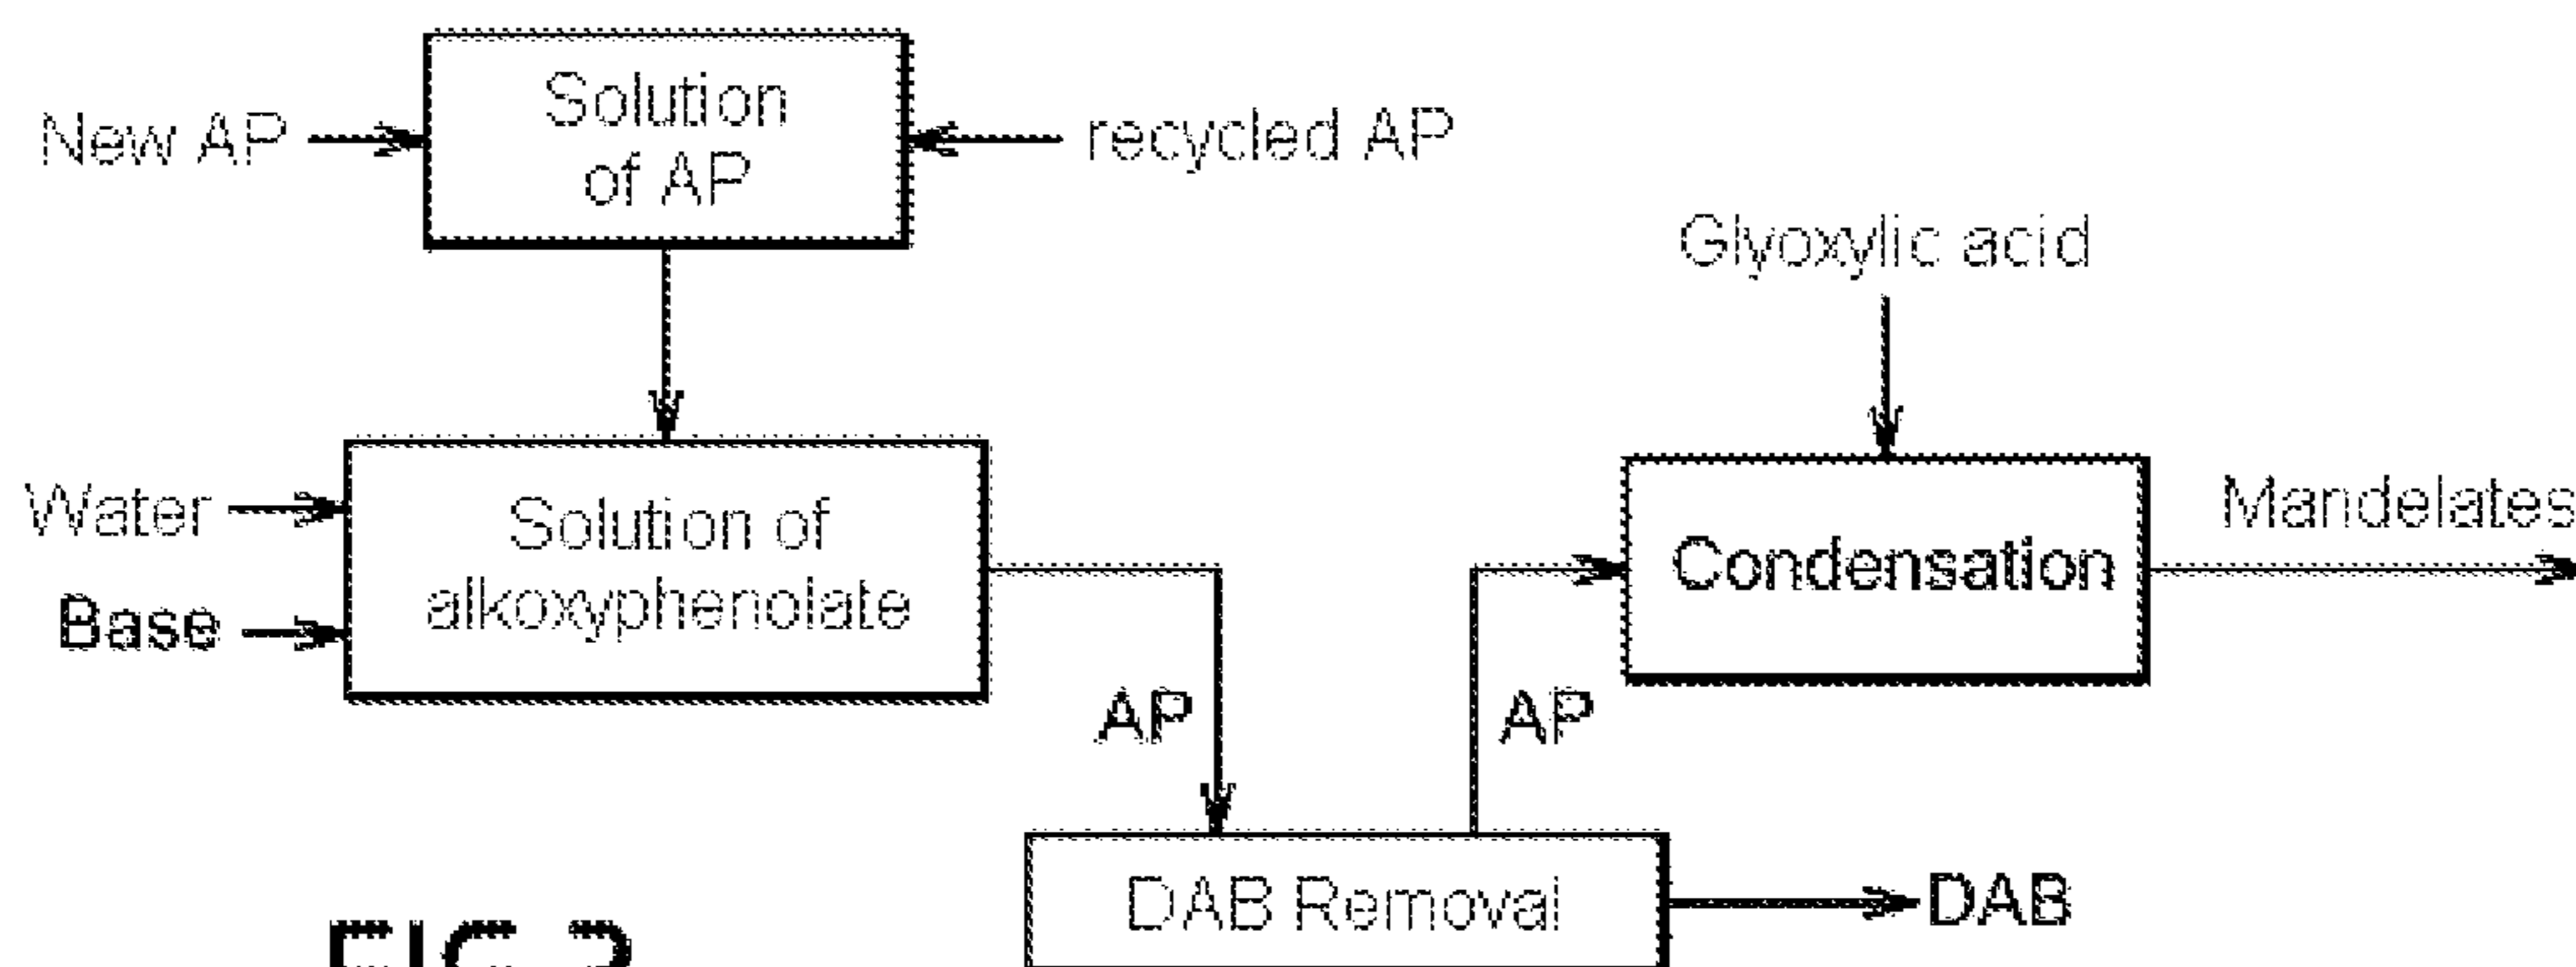 New AP
Solution
of AP
recycled AP
Glyoxylic acid
Water
Base
Solution of
alkoxyphenolate
Condensation
Mandelates
AP
AP
DAB Removal
DAB